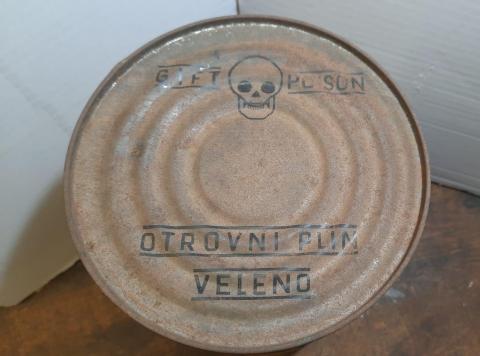 GIFT POISON
OTROVNI PLIN
VELENO